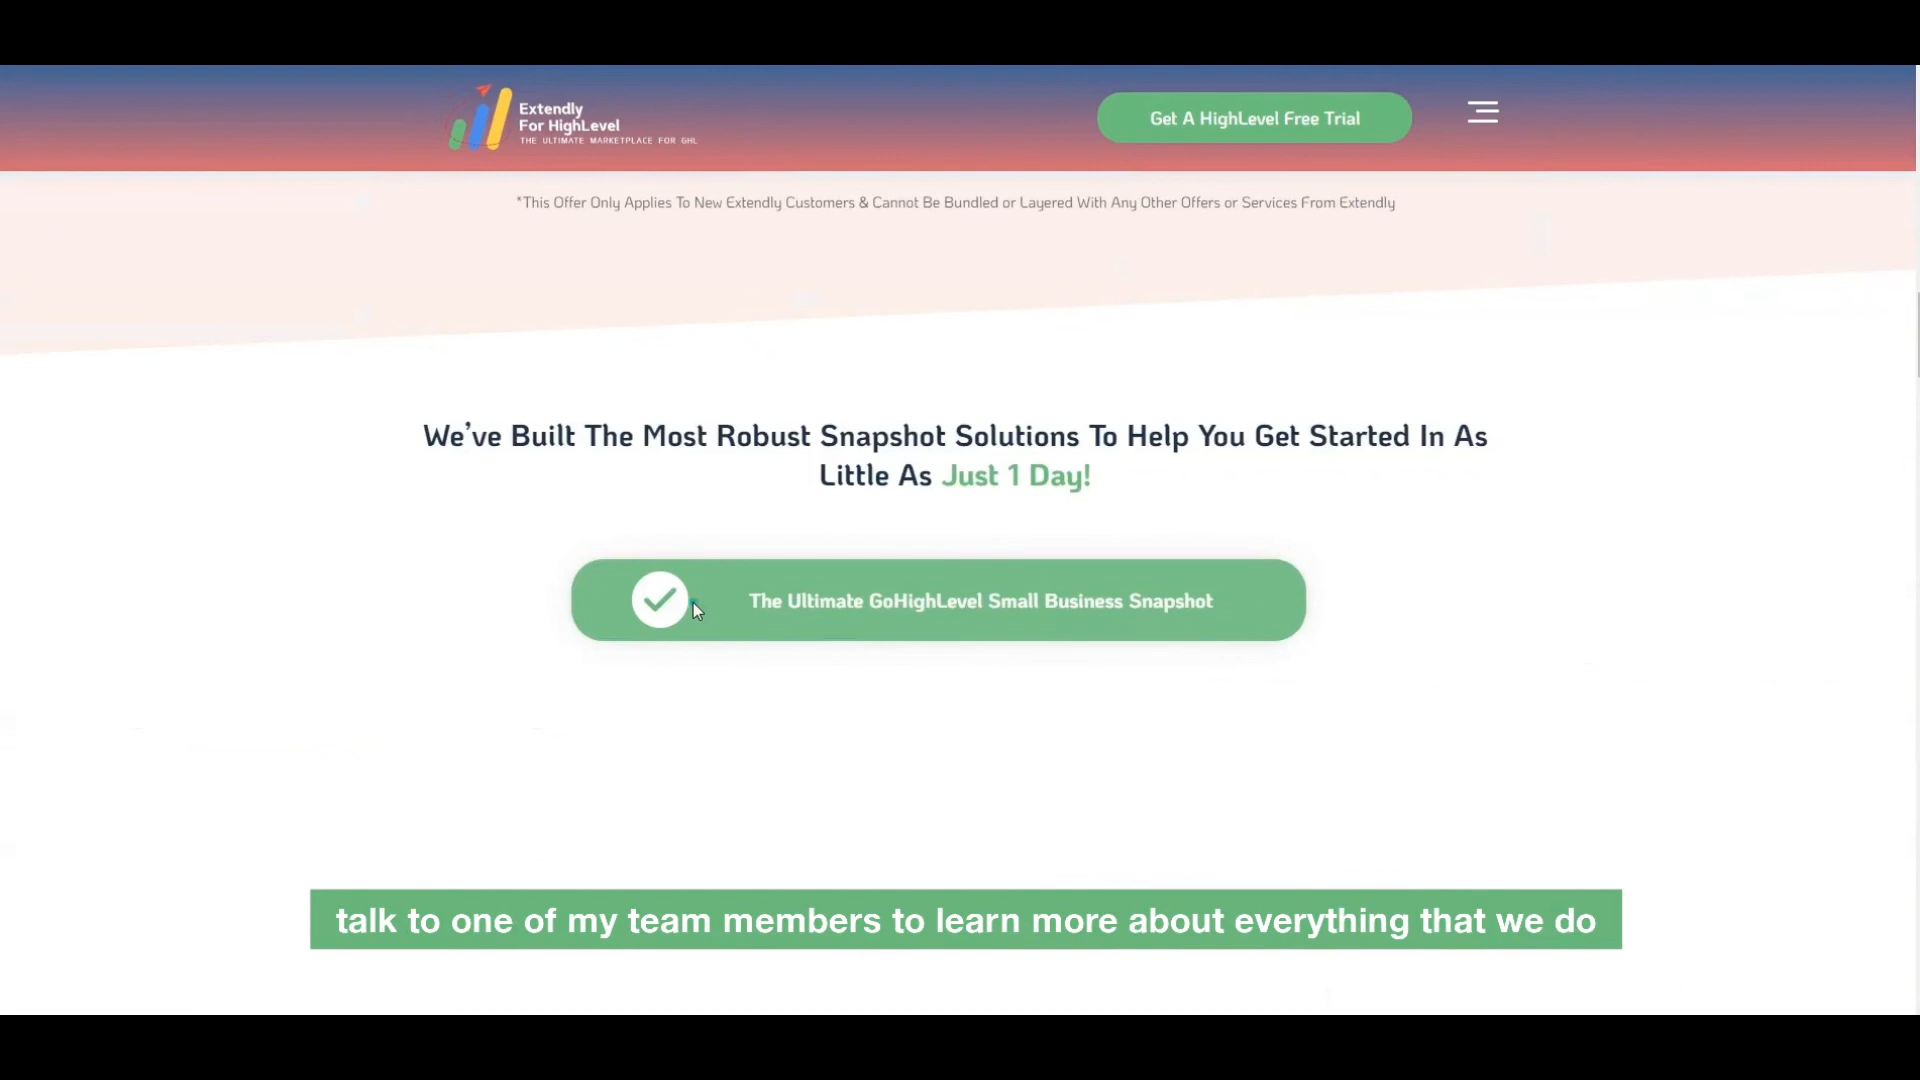 Extendly
For HighLevel
THE ULTIMATE MARKETPLACE FOR GHL
Get A HighLevel Free Trial
*This Offer Only Applies To New Extendly Customers & Cannot Be Bundled or Layered With Any Other Offers or Services From Extendly
We've Built The Most Robust Snapshot Solutions To Help You Get Started In As
Little As Just 1 Day!
The Ultimate GoHighLevel Small Business Snapshot
talk to one of my team members to learn more about everything that we do